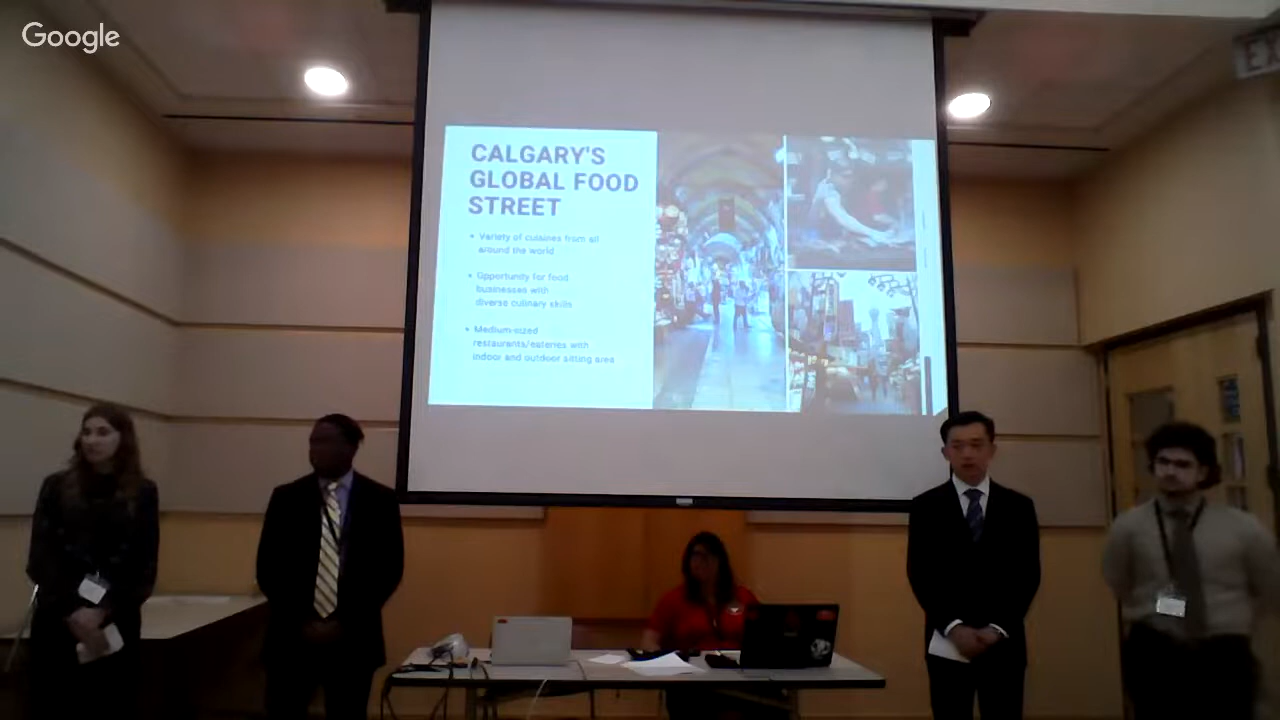 Google
EX
CALGARY'S
GLOBAL FOOD
STREET
• Variety of cuisines from all
around the world
• Opportunity for food
businesses with
diverse culinary skills
• Medium-sized
restaurants/eateries with
indoor and outdoor sitting area